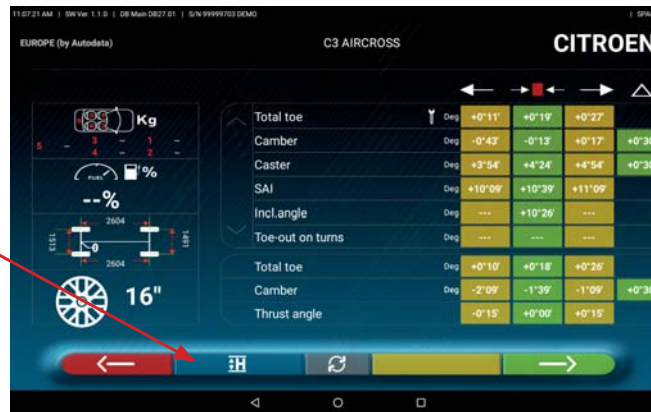 11:07:21 AM | SW Ver. 1.1.0 | DB Main DB27.01 | S/N 99999703 DEMO | SPA
EUROPE (by Autodata) C3 AIRCROSS CITROEN
Kg
5 - 3 - 1 -
4 - 2 -
FUEL %
--%
2604
1513 0 1491
2604
16"
Total toe Deg +0°11' +0°19' +0°27'
Camber Deg -0°43' -0°13' +0°17' +0°30
Caster Deg +3°54' +4°24' +4°54' +0°30
SAI Deg +10°09' +10°39' +11°09'
Incl.angle Deg --- +10°26' ---
Toe-out on turns Deg --- --- ---
Total toe Deg +0°10' +0°18' +0°26'
Camber Deg -2°09' -1°39' -1°09' +0°30
Thrust angle -0°15' +0°00' +0°15'
H